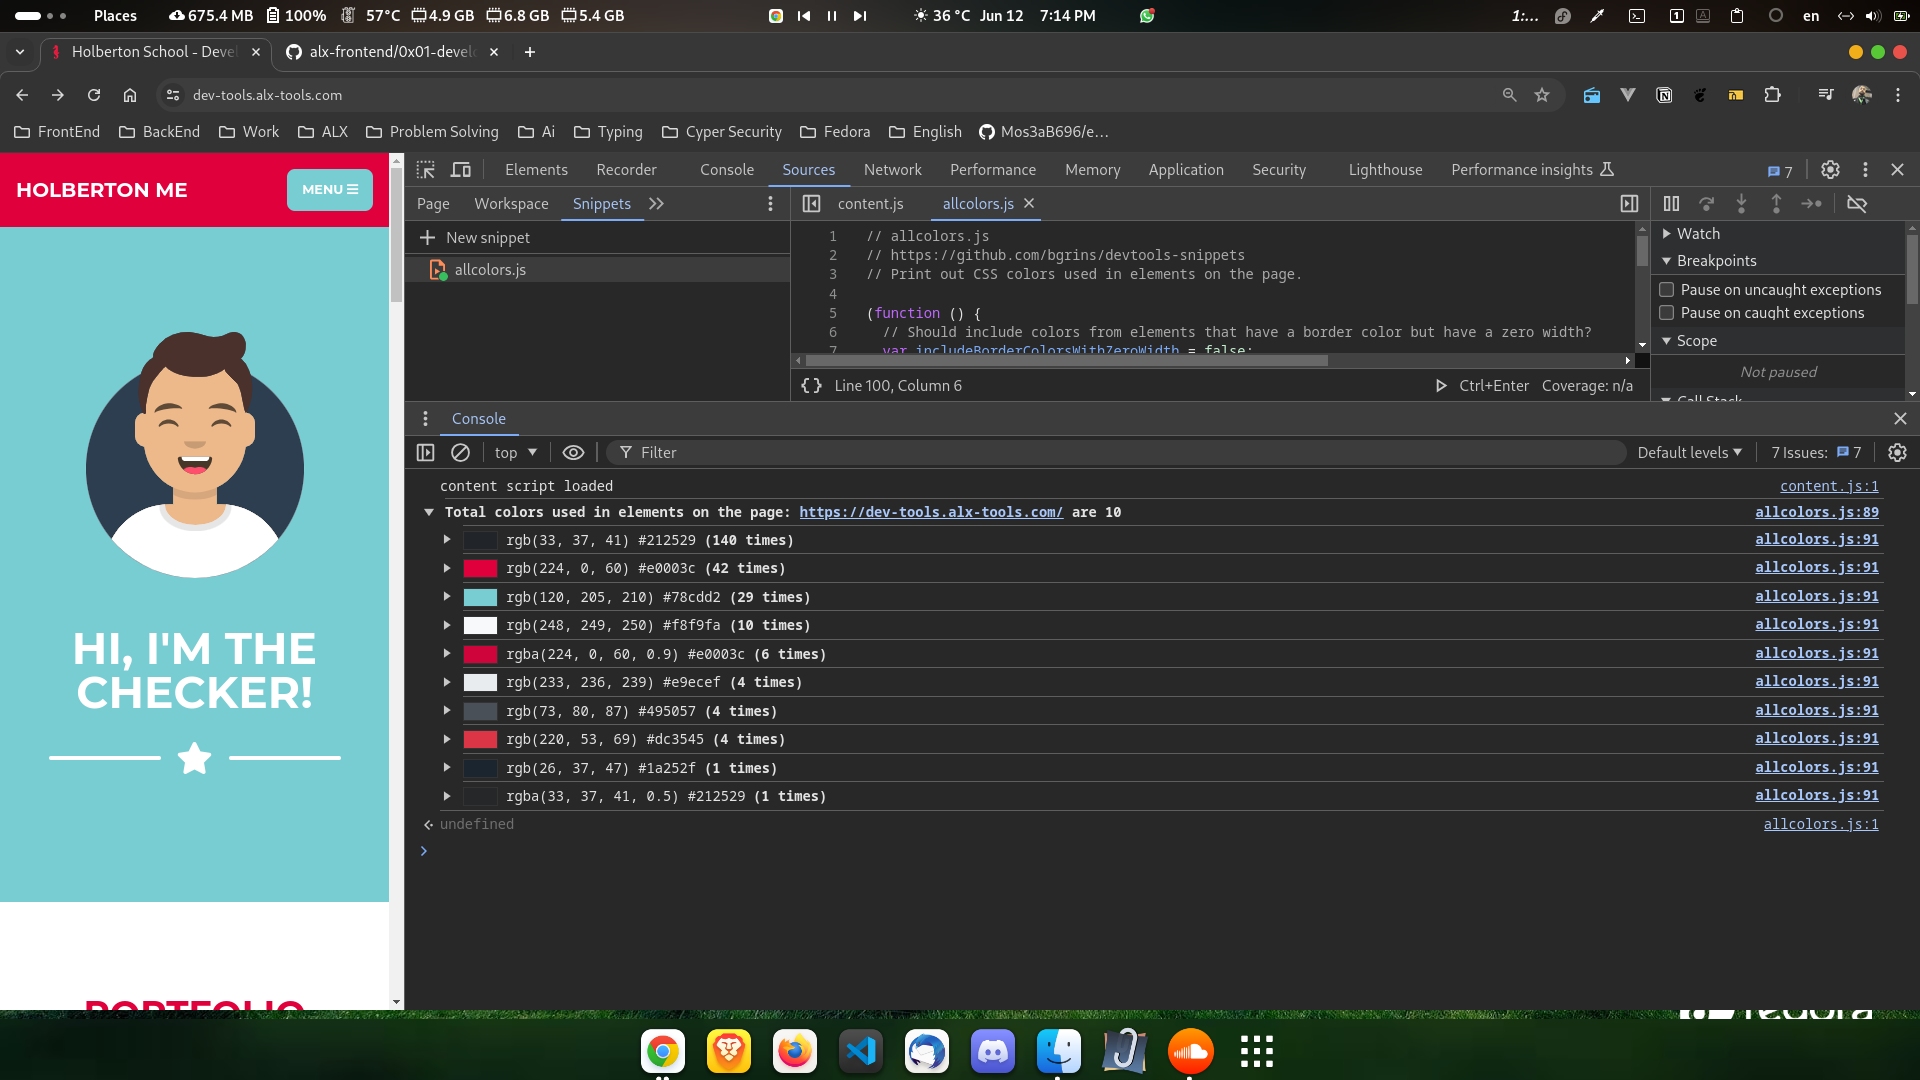 Places 675.4 MB 100% 57°C 4.9 GB 6.8 GB 5.4 GB 36 °C Jun 12 7:14 PM 1:... 1 A en
Holberton School - Deve alx-frontend/0x01-devel
dev-tools.alx-tools.com
FrontEnd BackEnd Work ALX Problem Solving Ai Typing Cyper Security Fedora English Mos3aB696/e...
HOLBERTON ME
MENU
HI, I'M THE
CHECKER!
PORTFOLIO
Elements Recorder Console Sources Network Performance Memory Application Security Lighthouse Performance insights 7
Page Workspace Snippets
content.js allcolors.js
New snippet
allcolors.js
1 // allcolors.js
2 // https://github.com/bgrins/devtools-snippets
3 // Print out CSS colors used in elements on the page.
4
5 (function () {
6 // Should include colors from elements that have a border color but have a zero width?
7 var includeBorderColorsWithZeroWidth = false;
{} Line 100, Column 6 Ctrl+Enter Coverage: n/a
Watch
Breakpoints
Pause on uncaught exceptions
Pause on caught exceptions
Scope
Not paused
Call Stack
Console
top Filter Default levels 7 Issues: 7
content script loaded content.js:1
Total colors used in elements on the page: https://dev-tools.alx-tools.com/ are 10 allcolors.js:89
rgb(33, 37, 41) #212529 (140 times) allcolors.js:91
rgb(224, 0, 60) #e0003c (42 times) allcolors.js:91
rgb(120, 205, 210) #78cdd2 (29 times) allcolors.js:91
rgb(248, 249, 250) #f8f9fa (10 times) allcolors.js:91
rgba(224, 0, 60, 0.9) #e0003c (6 times) allcolors.js:91
rgb(233, 236, 239) #e9ecef (4 times) allcolors.js:91
rgb(73, 80, 87) #495057 (4 times) allcolors.js:91
rgb(220, 53, 69) #dc3545 (4 times) allcolors.js:91
rgb(26, 37, 47) #1a252f (1 times) allcolors.js:91
rgba(33, 37, 41, 0.5) #212529 (1 times) allcolors.js:91
undefined allcolors.js:1
fedora